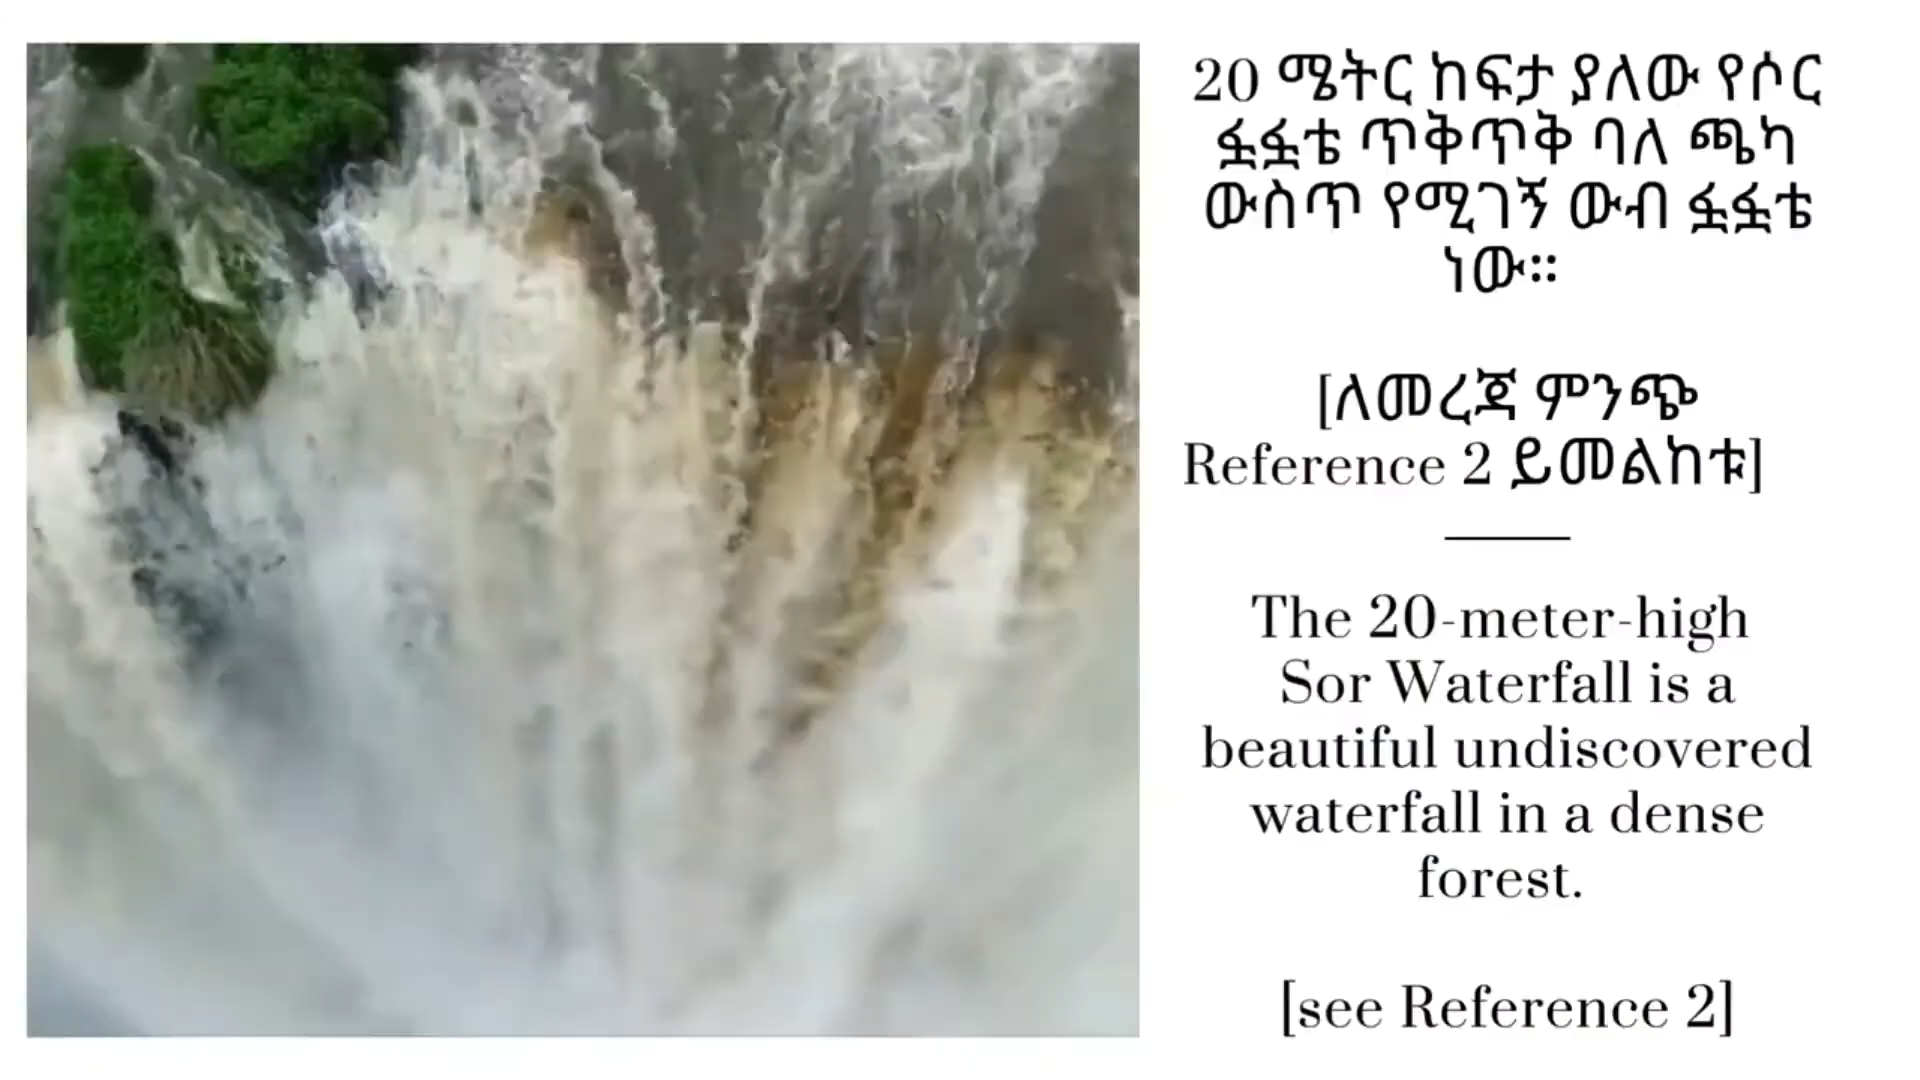 20 ሜትር ከፍታ ያለው የሶር
ፏፏቴ ጥቅጥቅ ባለ ጫካ
ውስጥ የሚገኝ ውብ ፏፏቴ
ነው።
[ለመረጃ ምንጭ
Reference 2 ይመልከቱ]
The 20-meter-high
Sor Waterfall is a
beautiful undiscovered
waterfall in a dense
forest.
[see Reference 2]